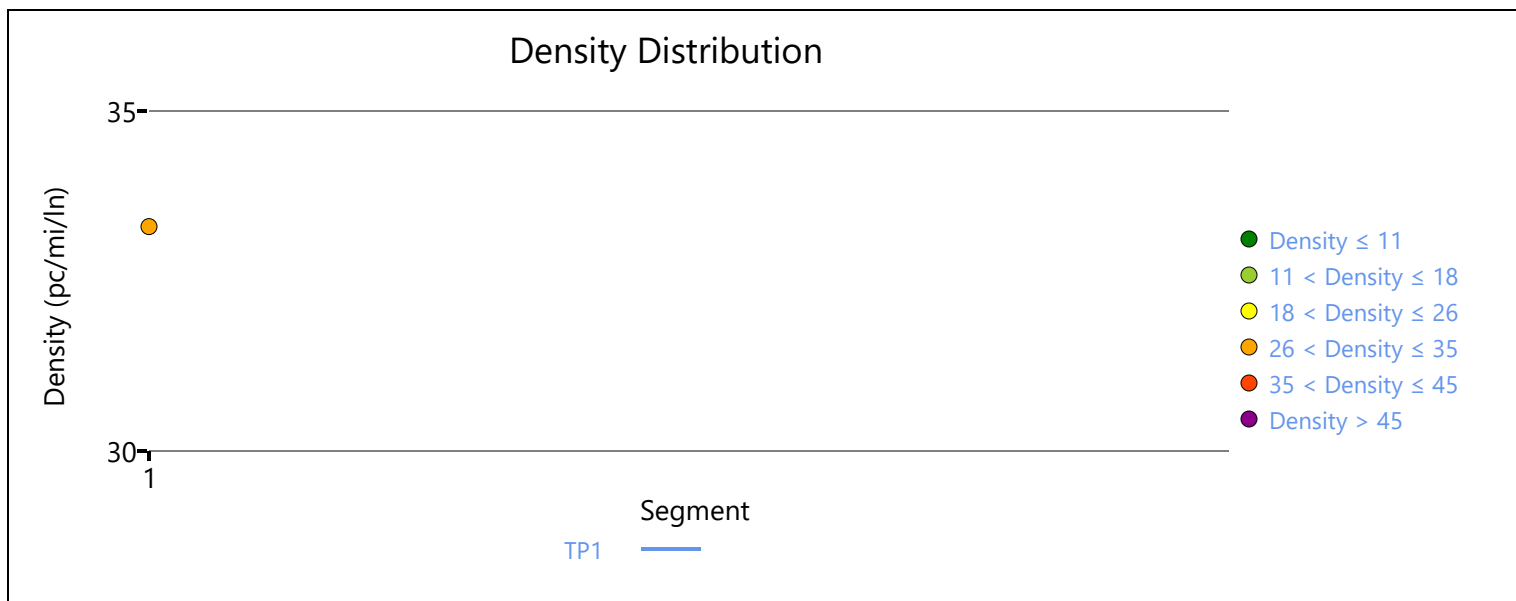 Density Distribution
35
Density (pc/mi/ln)
30
1
Segment
TP1
Density ≤ 11
11 < Density ≤ 18
18 < Density ≤ 26
26 < Density ≤ 35
35 < Density ≤ 45
Density > 45